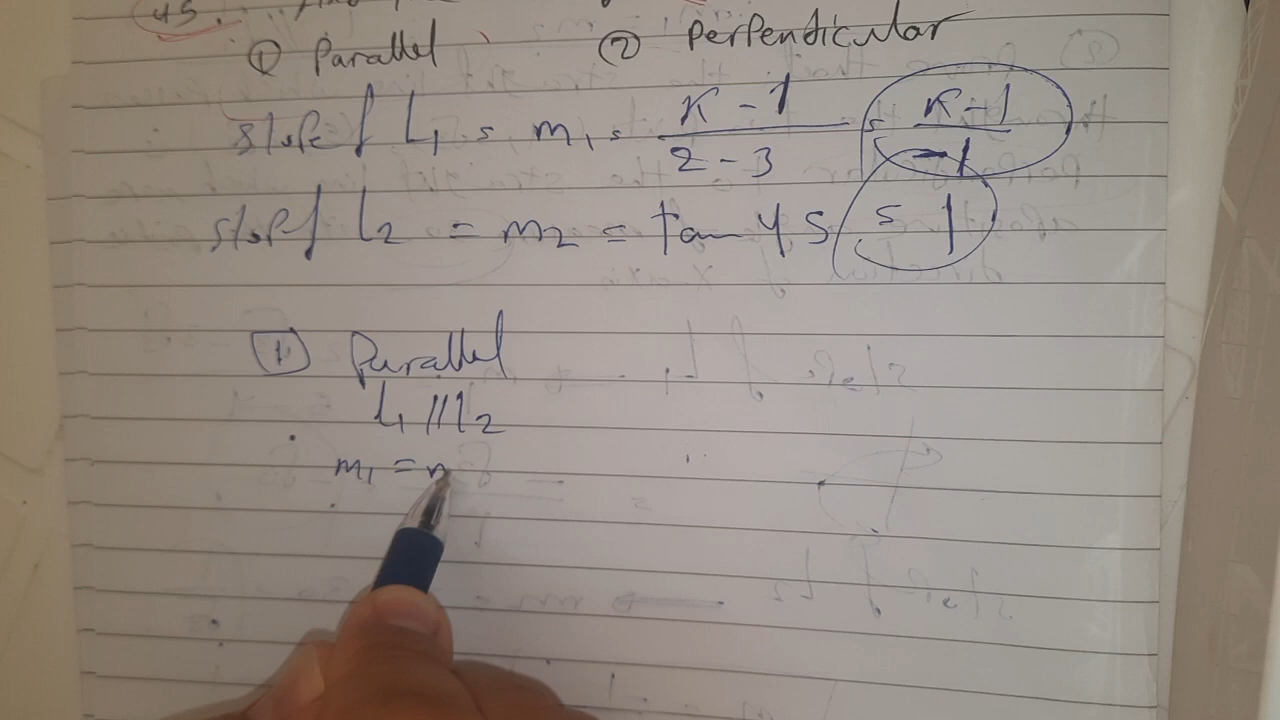 45.
① Parallel ② Perpendicular
slope of L₁ = m₁ = K - 1 / 2 - 3 = K - 1 / -1
slope of L₂ = m₂ = tan 45 = 1
1 Parallel
L₁ // L₂
m₁ = m